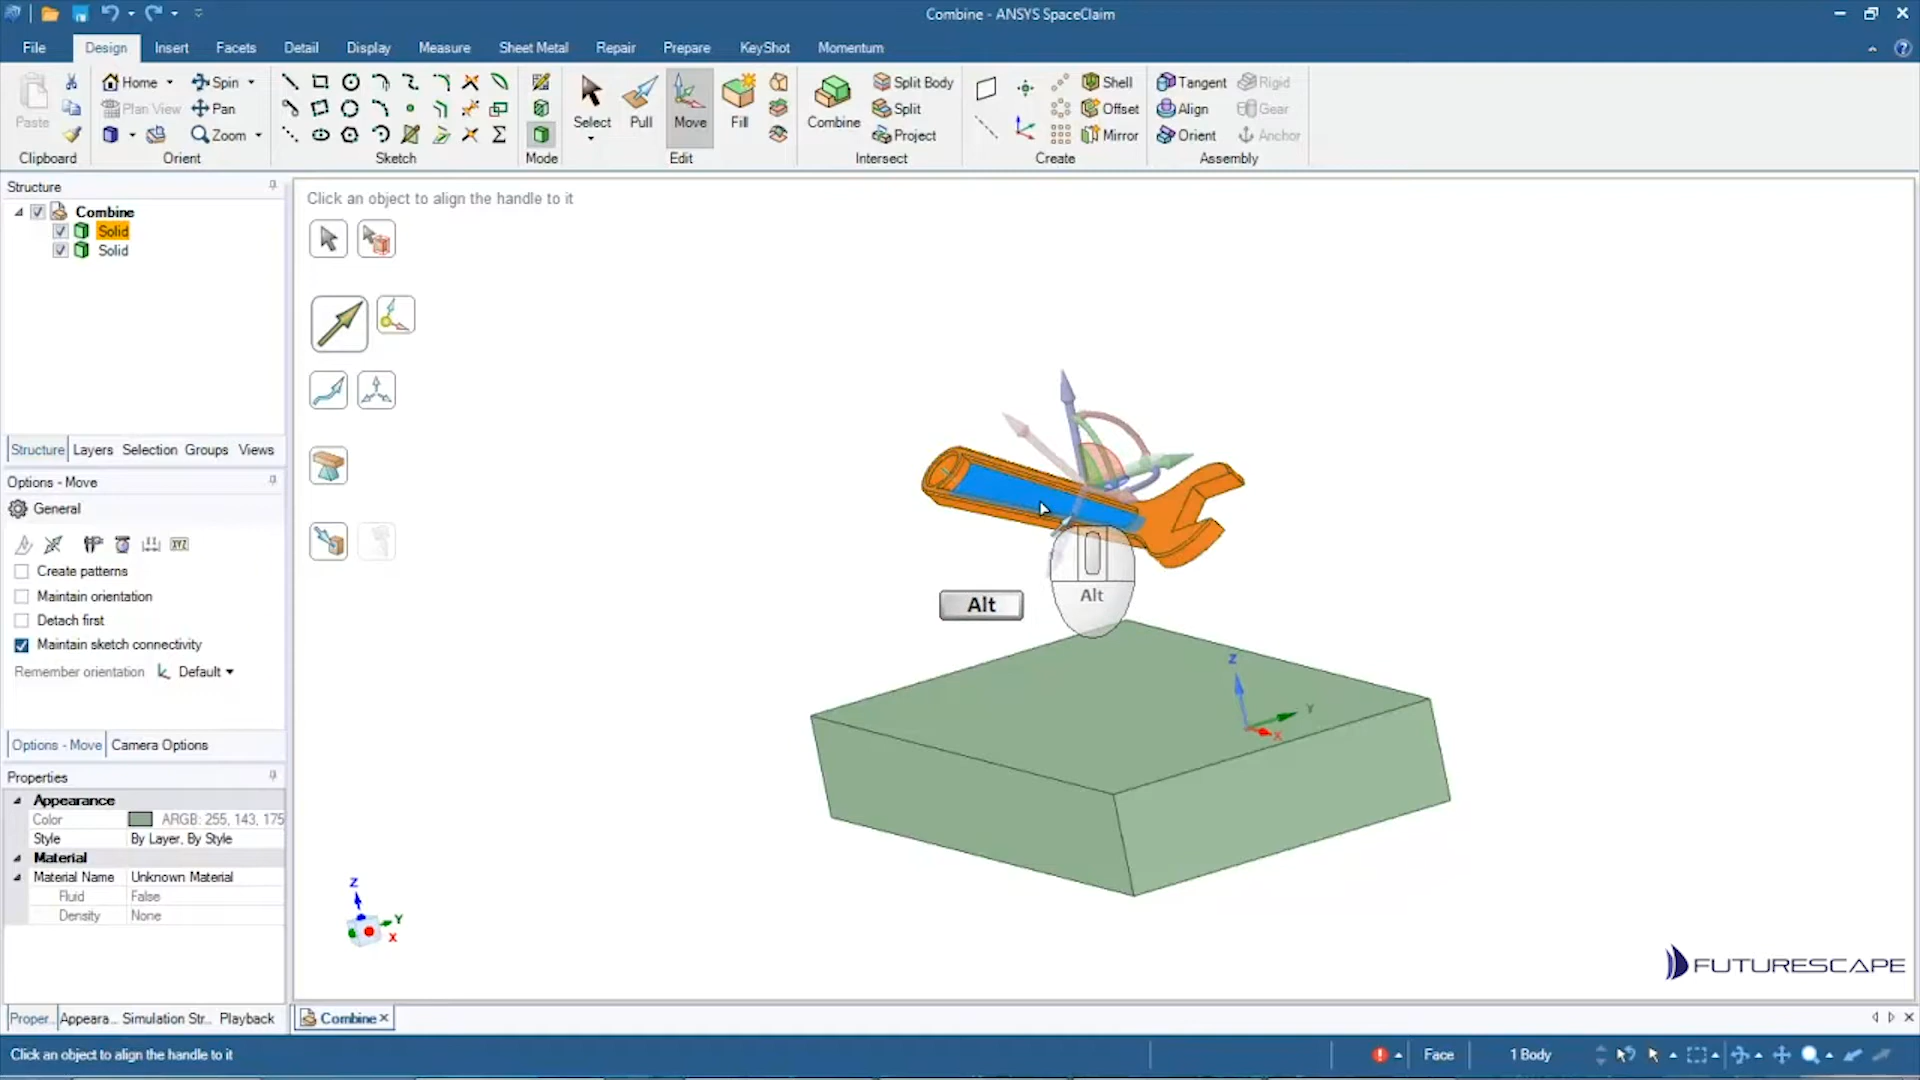 Combine - ANSYS SpaceClaim
File Design Insert Facets Detail Display Measure Sheet Metal Repair Prepare KeyShot Momentum
Paste
Clipboard
Home Spin
Plan View Pan
Zoom
Orient
Sketch
Mode
Select Pull Move Fill
Edit
Combine
Split Body
Split
Project
Intersect
Shell
Offset
Mirror
Create
Tangent Rigid
Align Gear
Orient Anchor
Assembly
Structure
Combine
Solid
Solid
Structure Layers Selection Groups Views
Options - Move
General
XYZ
Create patterns
Maintain orientation
Detach first
Maintain sketch connectivity
Remember orientation Default
Options - Move Camera Options
Properties
Appearance
Color ARGB: 255, 143, 175
Style By Layer, By Style
Material
Material Name Unknown Material
Fluid False
Density None
Proper... Appeara... Simulation Str... Playback
Click an object to align the handle to it
Alt
Alt
Z
Y
X
Z
Y
X
FUTURESCAPE
Combine
Click an object to align the handle to it
Face
1 Body